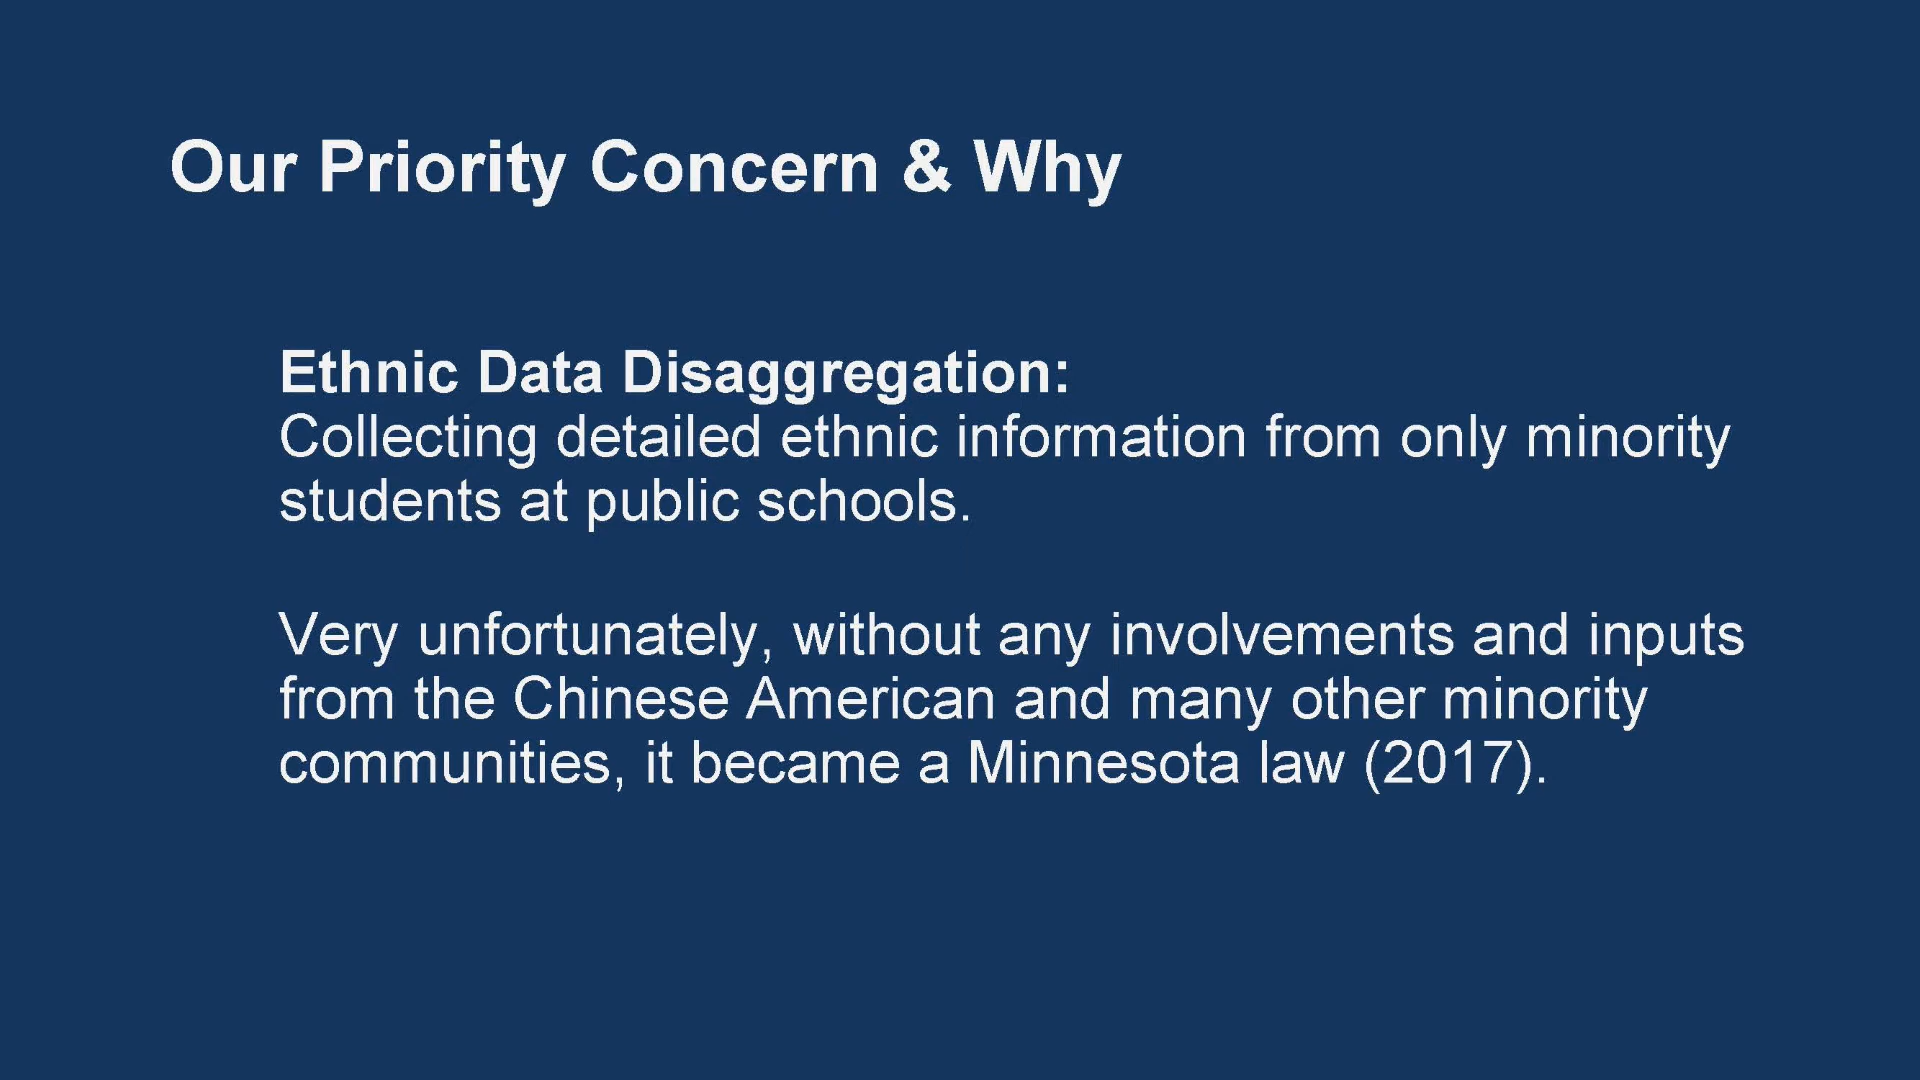 Our Priority Concern & Why
Ethnic Data Disaggregation:
Collecting detailed ethnic information from only minority
students at public schools.
Very unfortunately, without any involvements and inputs
from the Chinese American and many other minority
communities, it became a Minnesota law (2017).